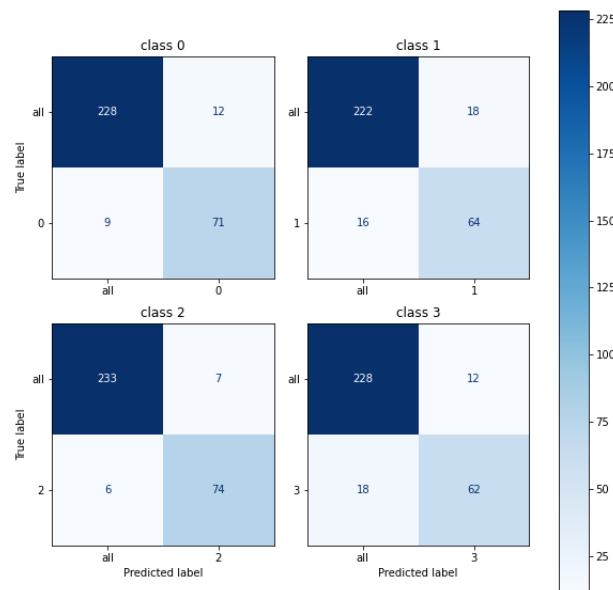 class 0
class 1
all
228
12
all
222
18
True label
0
9
71
1
16
64
all
0
all
1
class 2
class 3
all
233
7
all
228
12
True label
2
6
74
3
18
62
all
2
all
3
Predicted label
Predicted label
225
200
175
150
125
100
75
50
25